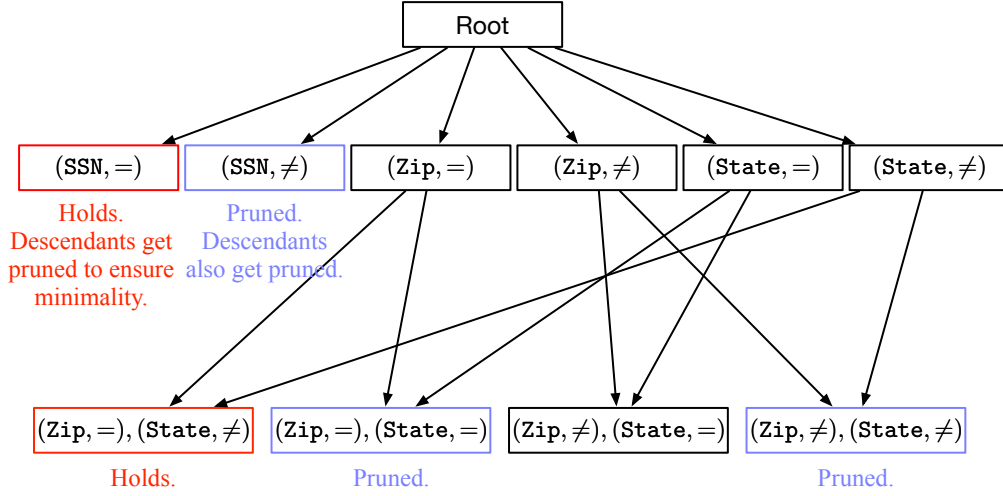 Root
(SSN, =)
(SSN, ≠)
(Zip, =)
(Zip, ≠)
(State, =)
(State, ≠)
Holds.
Descendants get
pruned to ensure
minimality.
Pruned.
Descendants
also get pruned.
(Zip, =), (State, ≠)
(Zip, =), (State, =)
(Zip, ≠), (State, =)
(Zip, ≠), (State, ≠)
Holds.
Pruned.
Pruned.